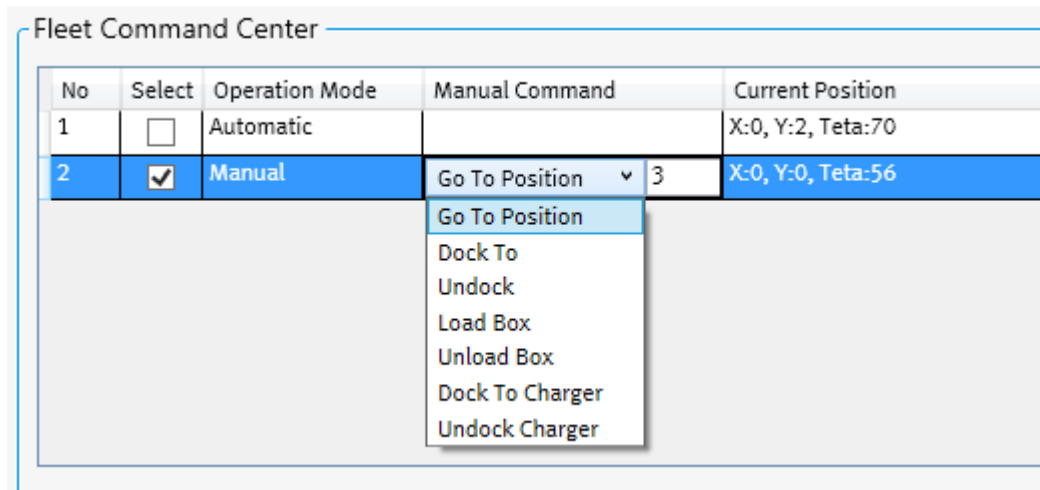 Fleet Command Center
No Select Operation Mode Manual Command Current Position
1 Automatic X:0, Y:2, Teta:70
2 Manual Go To Position 3 X:0, Y:0, Teta:56
Go To Position
Dock To
Undock
Load Box
Unload Box
Dock To Charger
Undock Charger